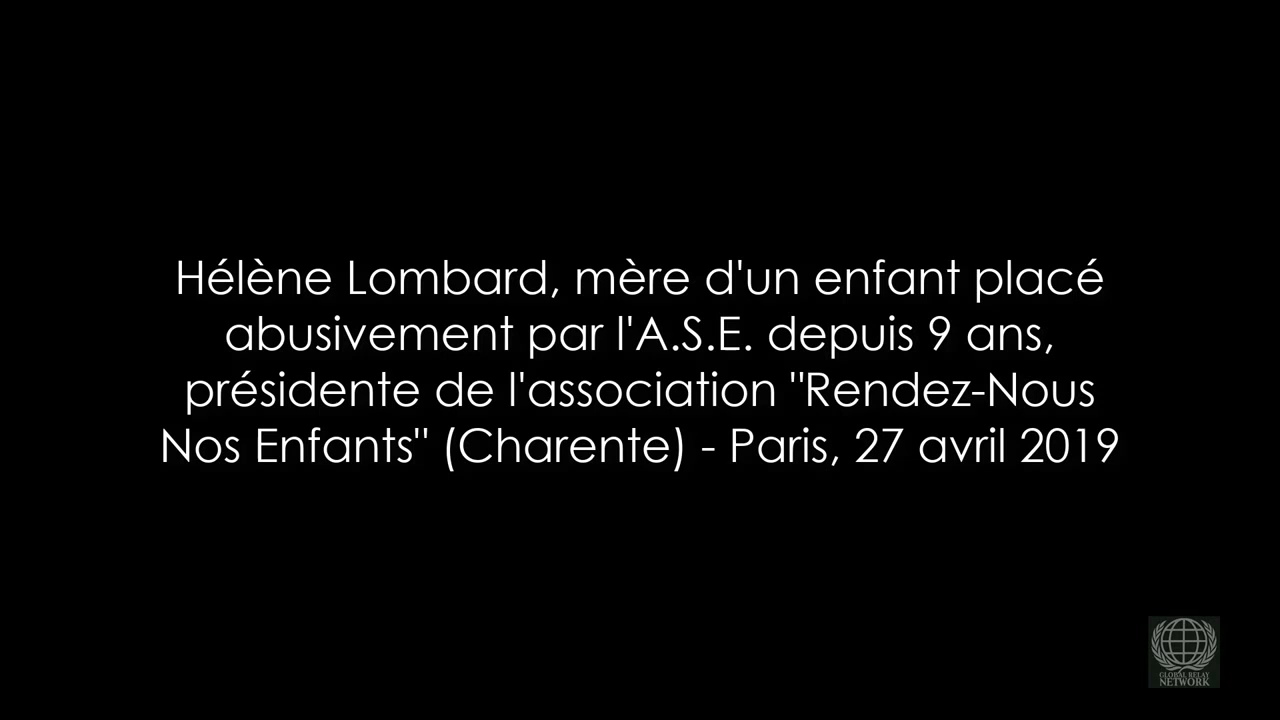 Hélène Lombard, mère d'un enfant placé
abusivement par l'A.S.E. depuis 9 ans,
présidente de l'association "Rendez-Nous
Nos Enfants" (Charente) - Paris, 27 avril 2019
GLOBAL RELAY
NETWORK